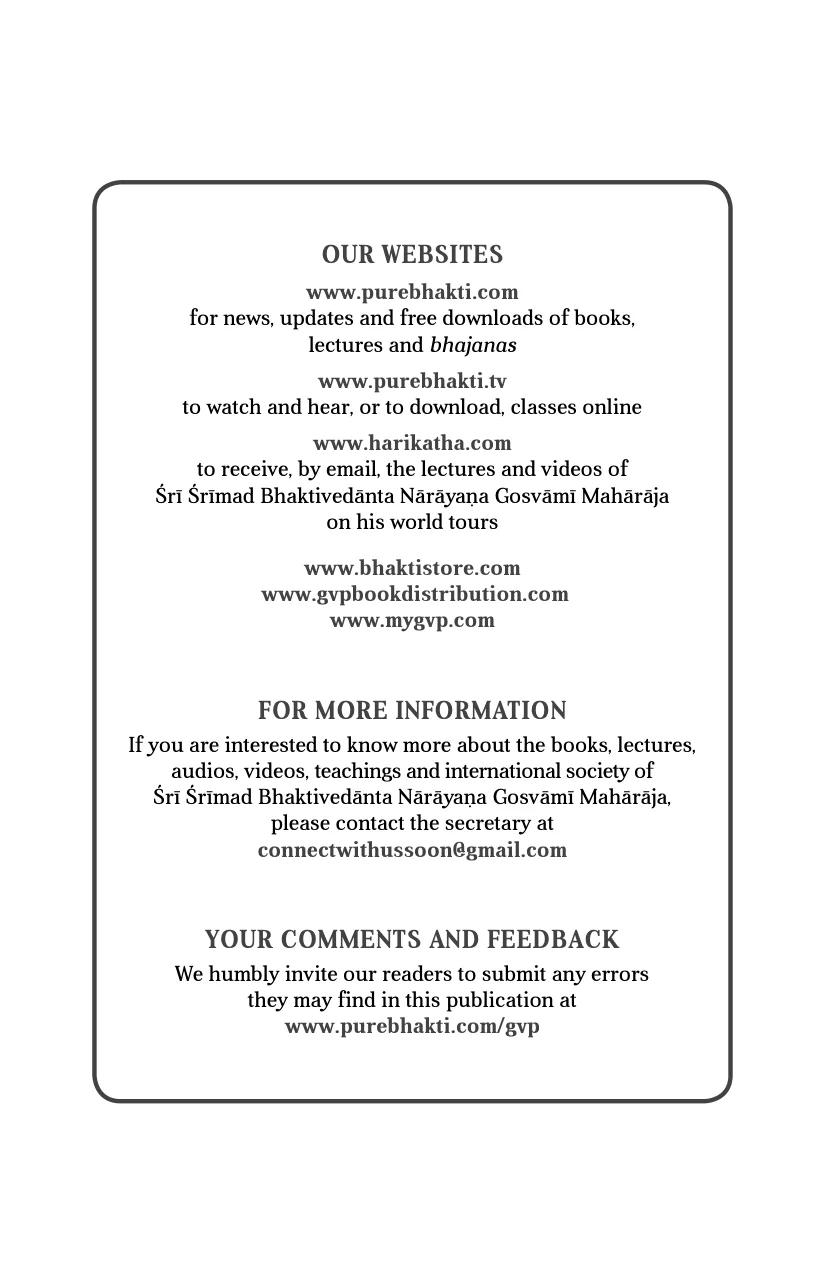 OUR WEBSITES
www.purebhakti.com
for news, updates and free downloads of books,
lectures and bhajanas
www.purebhakti.tv
to watch and hear, or to download, classes online
www.harikatha.com
to receive, by email, the lectures and videos of
Śrī Śrīmad Bhaktivedānta Nārāyaṇa Gosvāmī Mahārāja
on his world tours
www.bhaktistore.com
www.gvpbookdistribution.com
www.mygvp.com
FOR MORE INFORMATION
If you are interested to know more about the books, lectures,
audios, videos, teachings and international society of
Śrī Śrīmad Bhaktivedānta Nārāyaṇa Gosvāmī Mahārāja,
please contact the secretary at
connectwithussoon@gmail.com
YOUR COMMENTS AND FEEDBACK
We humbly invite our readers to submit any errors
they may find in this publication at
www.purebhakti.com/gvp